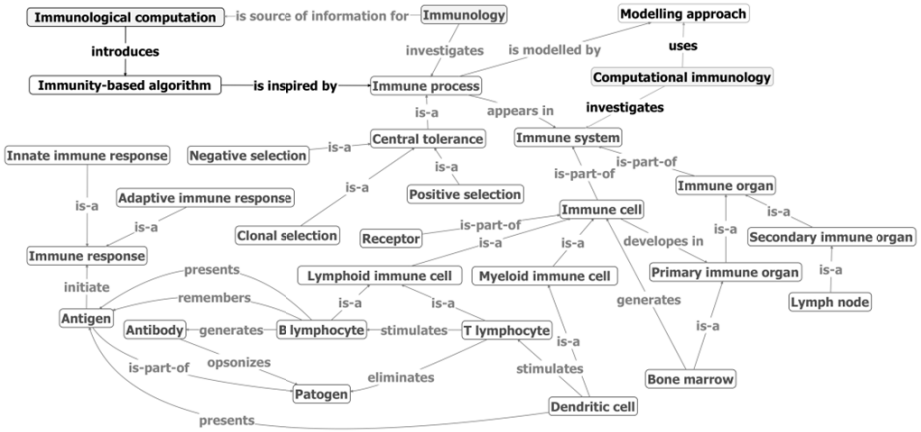 Immunological computation
is source of information for
Immunology
Modelling approach
introduces
investigates
is modelled by
uses
Immunity-based algorithm
is inspired by
Immune process
Computational immunology
appears in
investigates
is-a
Innate immune response
Negative selection
is-a
Central tolerance
Immune system
is-part-of
is-a
is-part-of
Immune organ
is-a
Adaptive immune response
is-a
Positive selection
is-a
is-a
Clonal selection
Receptor
is-part-of
Immune cell
is-a
Secondary immune organ
Immune response
is-a
is-a
developes in
is-a
presents
Lymphoid immune cell
Myeloid immune cell
Primary immune organ
initiate
remembers
is-a
is-a
generates
Lymph node
Antigen
Antibody
generates
B lymphocyte
stimulates
T lymphocyte
is-a
is-a
is-part-of
opsonizes
eliminates
stimulates
Bone marrow
Patogen
Dendritic cell
presents